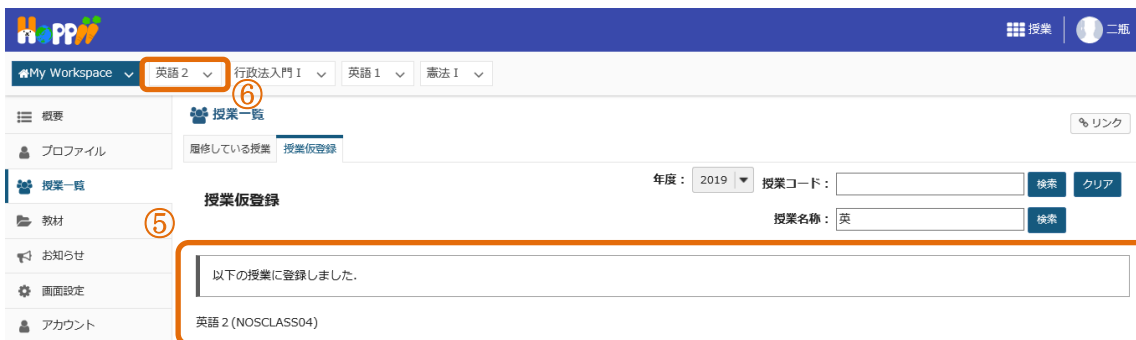 HoPPii 授業 二瓶
My Workspace 英語2 行政法入門Ⅰ 英語1 憲法Ⅰ
⑥
概要 授業一覧 リンク
プロファイル 履修している授業 授業仮登録
授業一覧 授業仮登録 年度： 2019 授業コード： 検索 クリア
教材 ⑤ 授業名称： 英 検索
お知らせ
以下の授業に登録しました.
画面設定
アカウント 英語2(NOSCLASS04)